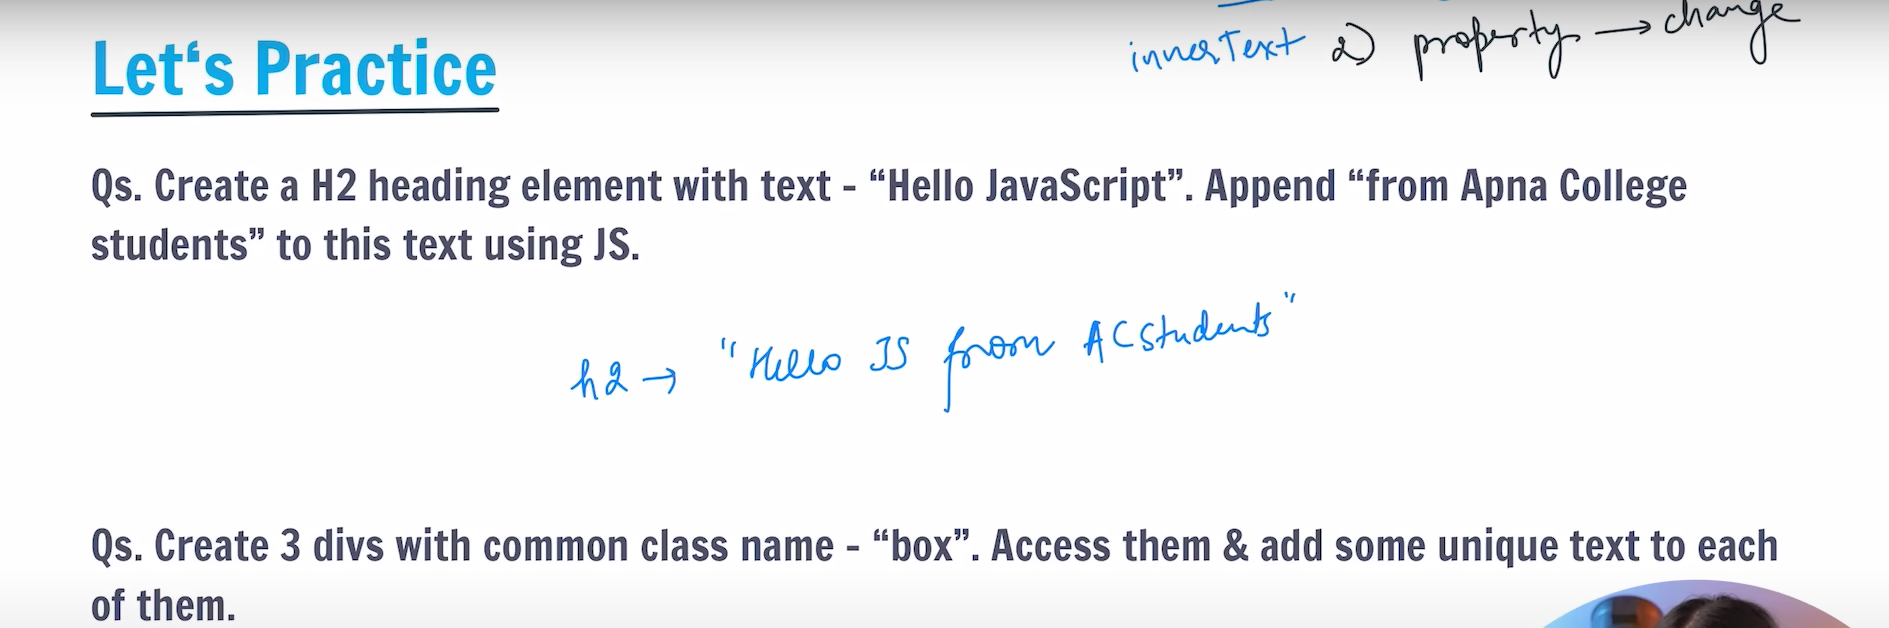 innerText 2) property → change
Let‘s Practice
Qs. Create a H2 heading element with text - “Hello JavaScript”. Append “from Apna College
students” to this text using JS.
h2 → "Hello JS from AC students"
Qs. Create 3 divs with common class name - “box”. Access them & add some unique text to each
of them.